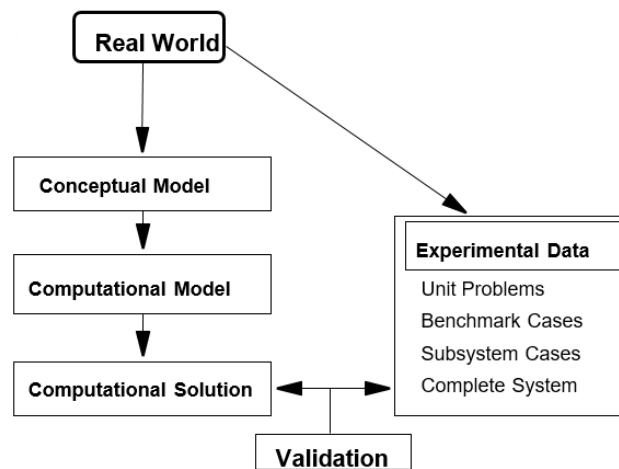 Real World
Conceptual Model
Computational Model
Computational Solution
Experimental Data
Unit Problems
Benchmark Cases
Subsystem Cases
Complete System
Validation